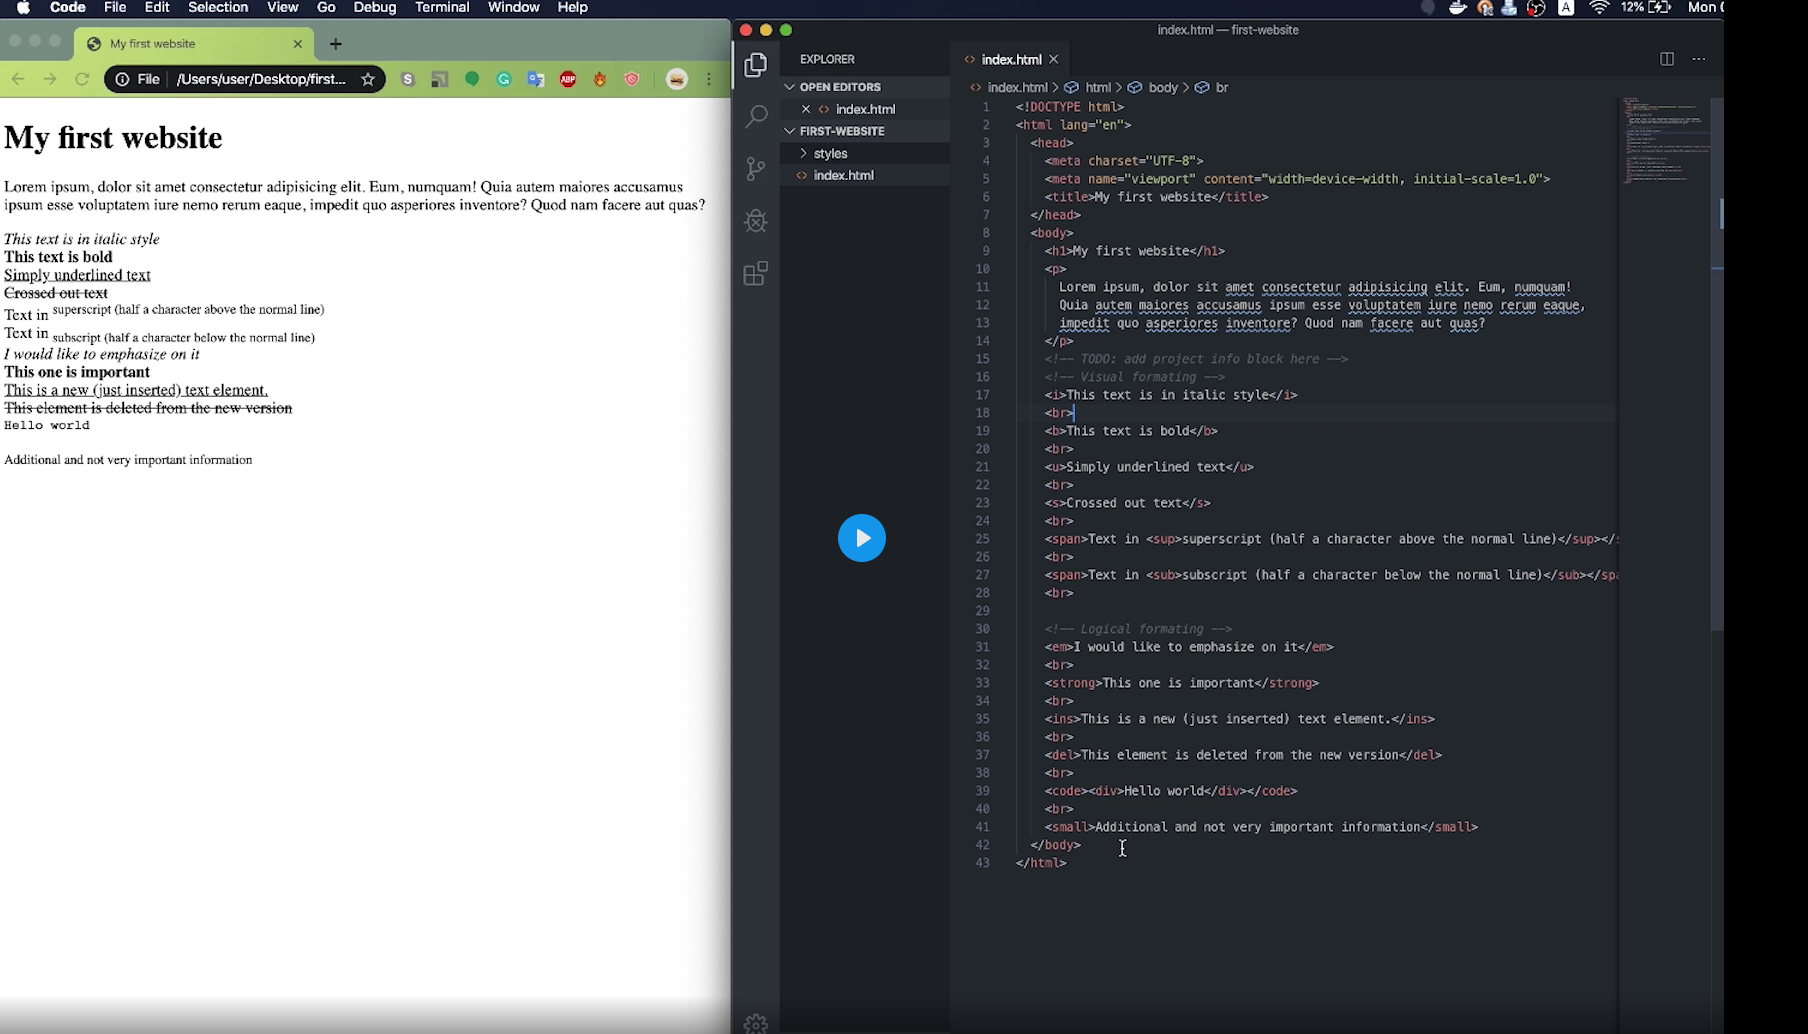 Code File Edit Selection View Go Debug Terminal Window Help
A 12% Mon
My first website
File /Users/user/Desktop/first...
S ABP
My first website
Lorem ipsum, dolor sit amet consectetur adipisicing elit. Eum, numquam! Quia autem maiores accusamus
ipsum esse voluptatem iure nemo rerum eaque, impedit quo asperiores inventore? Quod nam facere aut quas?
This text is in italic style
This text is bold
Simply underlined text
Crossed out text
Text in superscript (half a character above the normal line)
Text in subscript (half a character below the normal line)
I would like to emphasize on it
This one is important
This is a new (just inserted) text element.
This element is deleted from the new version
Hello world
Additional and not very important information
index.html — first-website
EXPLORER
OPEN EDITORS
index.html
FIRST-WEBSITE
styles
index.html
index.html
index.html > html > body > br
1 <!DOCTYPE html>
2 <html lang="en">
3 <head>
4 <meta charset="UTF-8">
5 <meta name="viewport" content="width=device-width, initial-scale=1.0">
6 <title>My first website</title>
7 </head>
8 <body>
9 <h1>My first website</h1>
10 <p>
11 Lorem ipsum, dolor sit amet consectetur adipisicing elit. Eum, numquam!
12 Quia autem maiores accusamus ipsum esse voluptatem iure nemo rerum eaque,
13 impedit quo asperiores inventore? Quod nam facere aut quas?
14 </p>
15 <!-- TODO: add project info block here -->
16 <!-- Visual formating -->
17 <i>This text is in italic style</i>
18 <br>
19 <b>This text is bold</b>
20 <br>
21 <u>Simply underlined text</u>
22 <br>
23 <s>Crossed out text</s>
24 <br>
25 <span>Text in <sup>superscript (half a character above the normal line)</sup></
26 <br>
27 <span>Text in <sub>subscript (half a character below the normal line)</sub></spa
28 <br>
29
30 <!-- Logical formating -->
31 <em>I would like to emphasize on it</em>
32 <br>
33 <strong>This one is important</strong>
34 <br>
35 <ins>This is a new (just inserted) text element.</ins>
36 <br>
37 <del>This element is deleted from the new version</del>
38 <br>
39 <code><div>Hello world</div></code>
40 <br>
41 <small>Additional and not very important information</small>
42 </body>
43 </html>